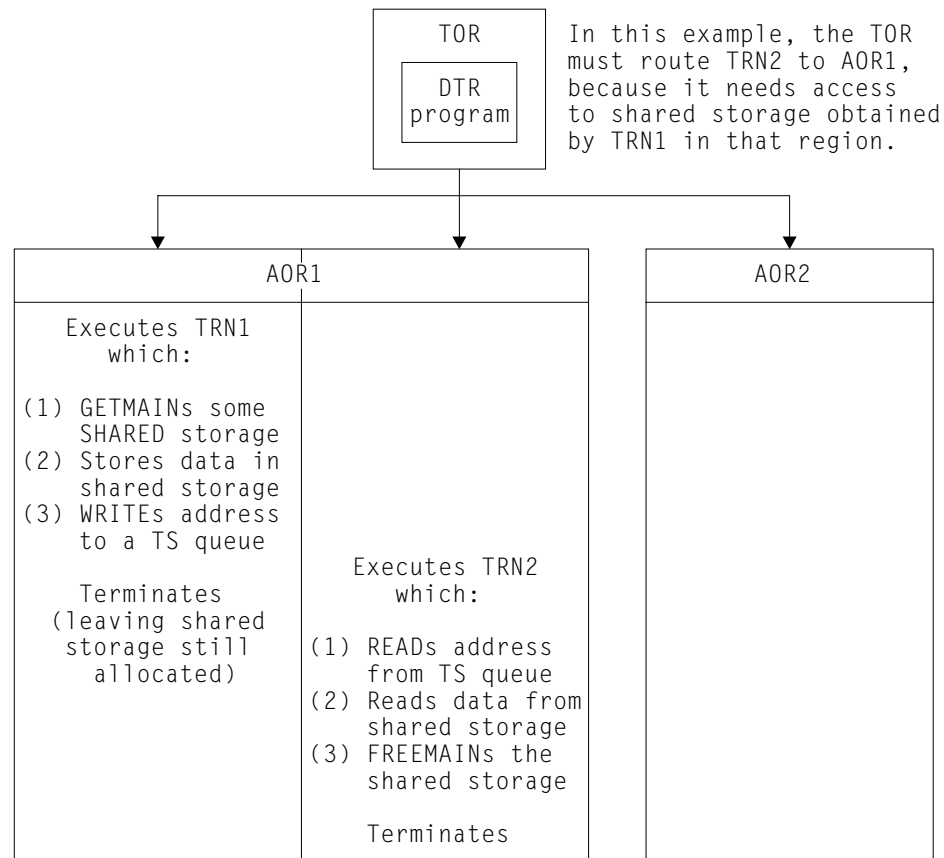 TOR
DTR
program
In this example, the TOR
must route TRN2 to AOR1,
because it needs access
to shared storage obtained
by TRN1 in that region.
AOR1
Executes TRN1
which:
(1) GETMAINs some
SHARED storage
(2) Stores data in
shared storage
(3) WRITEs address
to a TS queue
Terminates
(leaving shared
storage still
allocated)
Executes TRN2
which:
(1) READs address
from TS queue
(2) Reads data from
shared storage
(3) FREEMAINs the
shared storage
Terminates
AOR2